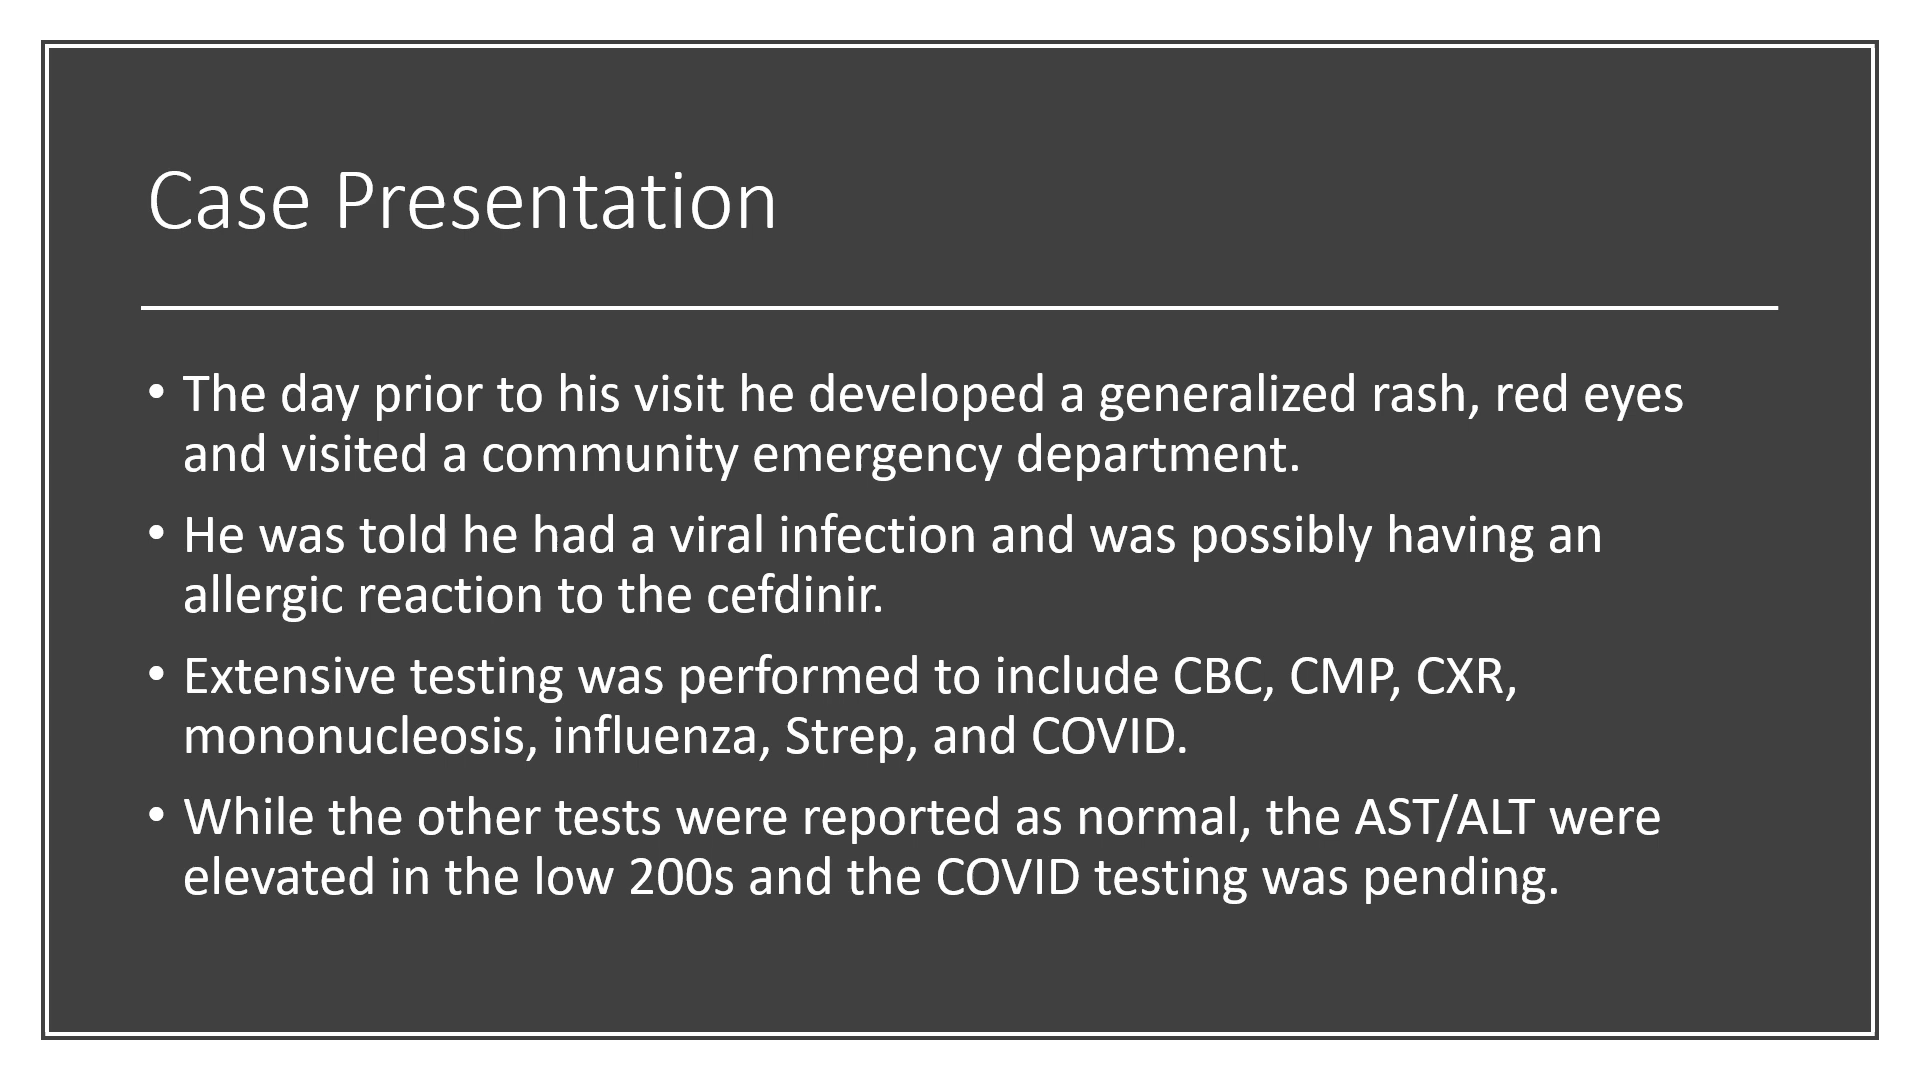 Case Presentation
• The day prior to his visit he developed a generalized rash, red eyes
and visited a community emergency department.
• He was told he had a viral infection and was possibly having an
allergic reaction to the cefdinir.
• Extensive testing was performed to include CBC, CMP, CXR,
mononucleosis, influenza, Strep, and COVID.
• While the other tests were reported as normal, the AST/ALT were
elevated in the low 200s and the COVID testing was pending.